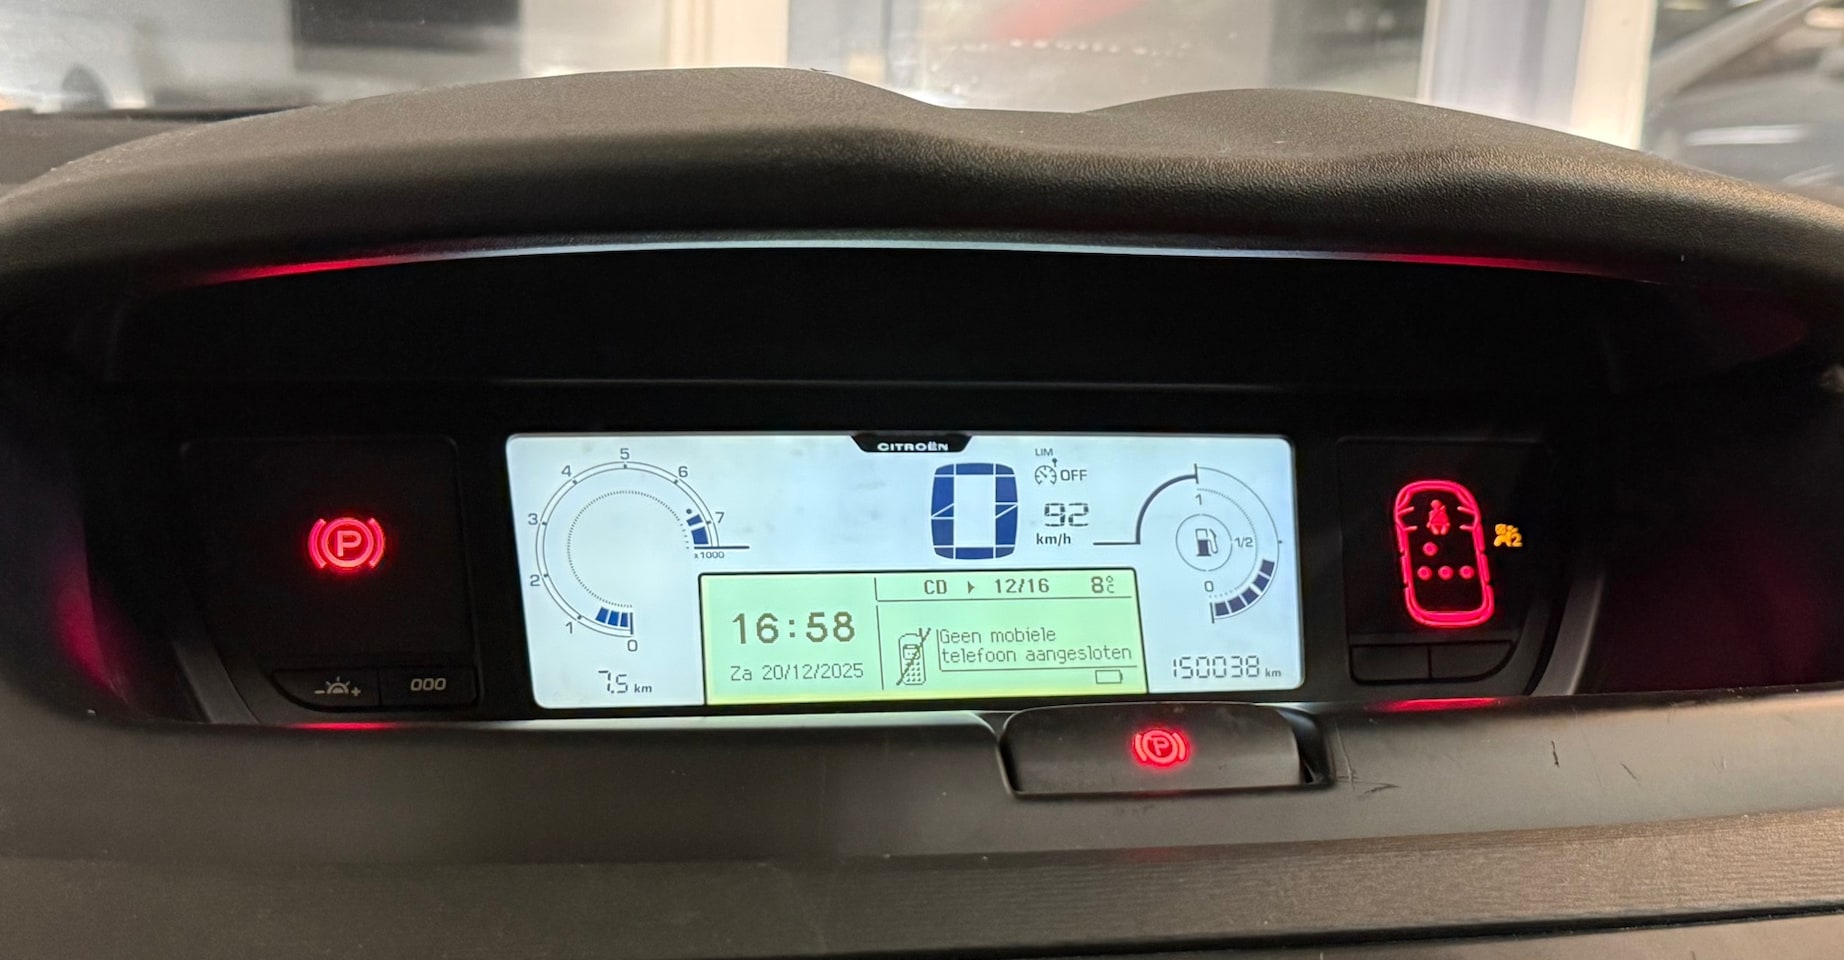 CITROËN
5
4
6
3
7
x1000
2
1
0
7.5 km
LIM
OFF
92
km/h
0
1
1/2
0
CD 12/16 8°C
16:58
Za 20/12/2025
Geen mobiele
telefoon aangesloten
150038 km
P
2
- +
000
P